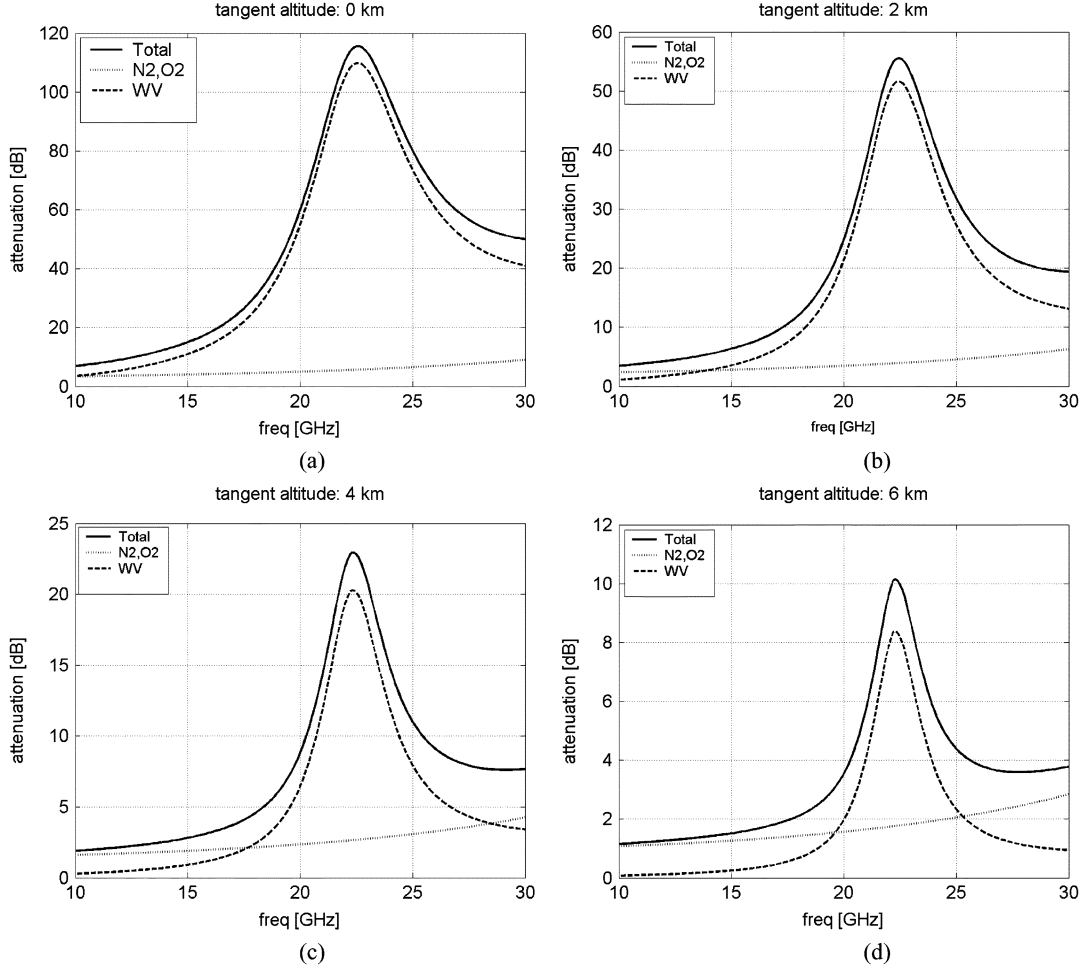 tangent altitude: 0 km
120
100
80
60
40
20
0
attenuation [dB]
Total
N2,O2
WV
10
15
20
25
30
freq [GHz]
(a)
tangent altitude: 2 km
60
50
40
30
20
10
0
attenuation [dB]
Total
N2,O2
WV
10
15
20
25
30
freq [GHz]
(b)
tangent altitude: 4 km
25
20
15
10
5
0
attenuation [dB]
Total
N2,O2
WV
10
15
20
25
30
freq [GHz]
(c)
tangent altitude: 6 km
12
10
8
6
4
2
0
attenuation [dB]
Total
N2,O2
WV
10
15
20
25
30
freq [GHz]
(d)